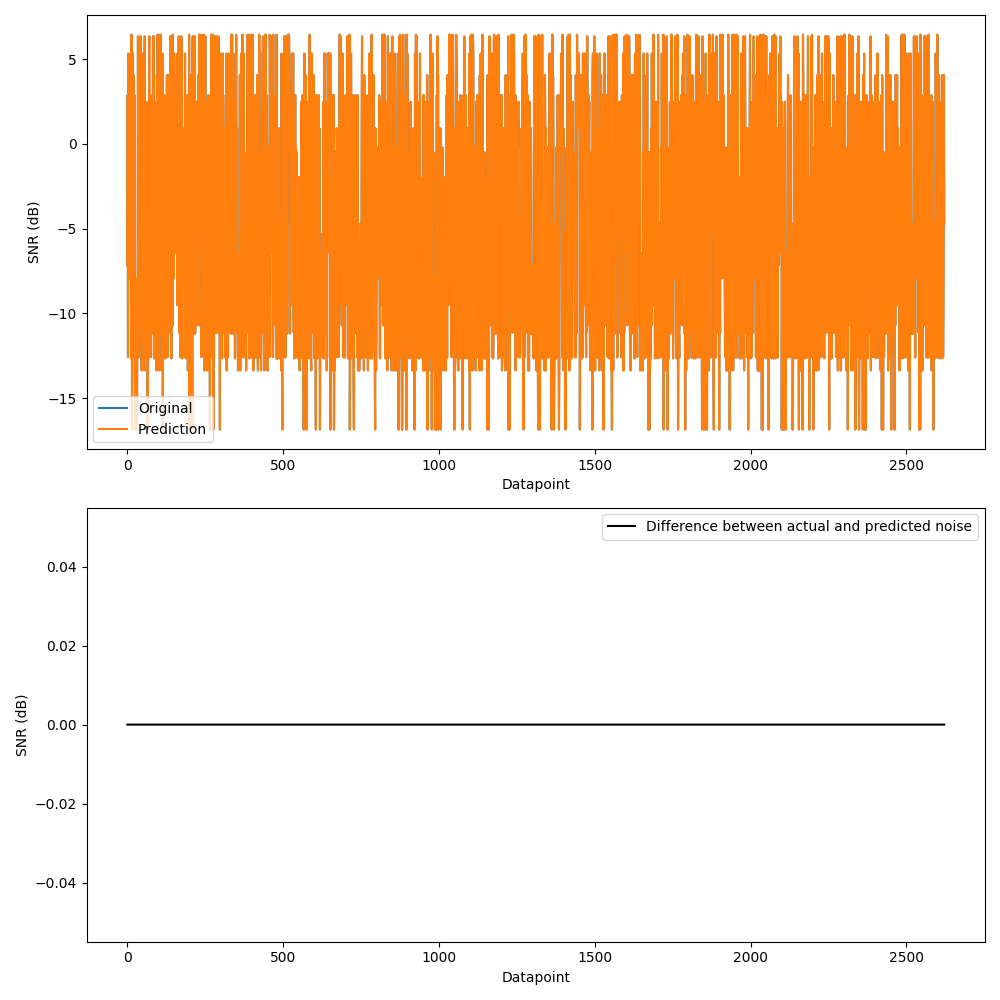 5
0
−5
−10
−15
SNR (dB)
Original
Prediction
0 500 1000 1500 2000 2500
Datapoint
Difference between actual and predicted noise
0.04
0.02
0.00
−0.02
−0.04
SNR (dB)
0 500 1000 1500 2000 2500
Datapoint